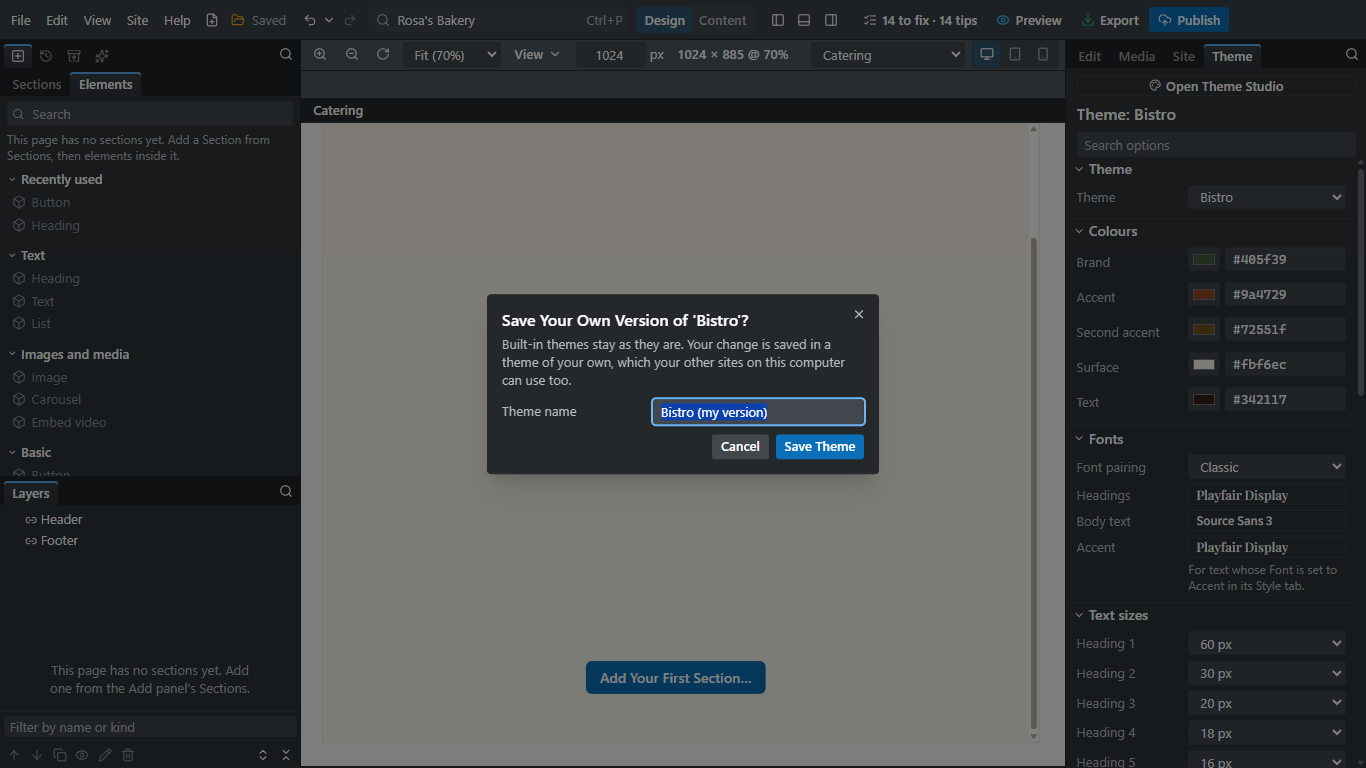 File Edit View Site Help Saved Rosa's Bakery Ctrl+P Design Content 14 to fix · 14 tips Preview Export Publish
Fit (70%) View 1024 px 1024 × 885 @ 70% Catering
Edit Media Site Theme
Sections Elements
Search
This page has no sections yet. Add a Section from
Sections, then elements inside it.
Recently used
Button
Heading
Text
Heading
Text
List
Images and media
Image
Carousel
Embed video
Basic
Button
Layers
Header
Footer
This page has no sections yet. Add
one from the Add panel's Sections.
Filter by name or kind
Catering
Save Your Own Version of 'Bistro'?
Built-in themes stay as they are. Your change is saved in a
theme of your own, which your other sites on this computer
can use too.
Theme name Bistro (my version)
Cancel Save Theme
Add Your First Section...
Open Theme Studio
Theme: Bistro
Search options
Theme
Theme Bistro
Colours
Brand #405f39
Accent #9a4729
Second accent #72551f
Surface #fbf6ec
Text #342117
Fonts
Font pairing Classic
Headings Playfair Display
Body text Source Sans 3
Accent Playfair Display
For text whose Font is set to
Accent in its Style tab.
Text sizes
Heading 1 60 px
Heading 2 30 px
Heading 3 20 px
Heading 4 18 px
Heading 5 16 px